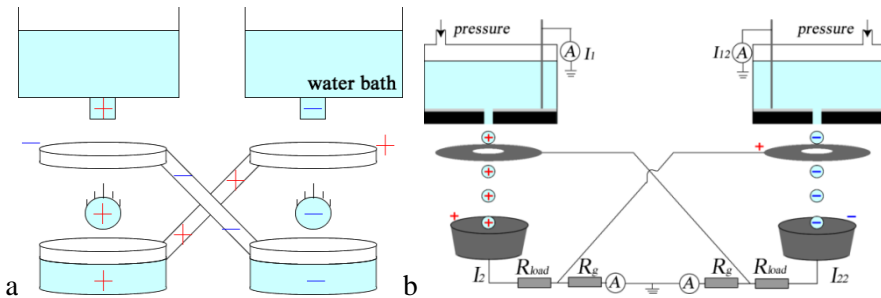 water bath
a
pressure
A
I1
+
+
+
+
+
I2
Rload
Rg
A
pressure
I12
A
+
−
−
−
−
−
A
Rg
Rload
I22
b